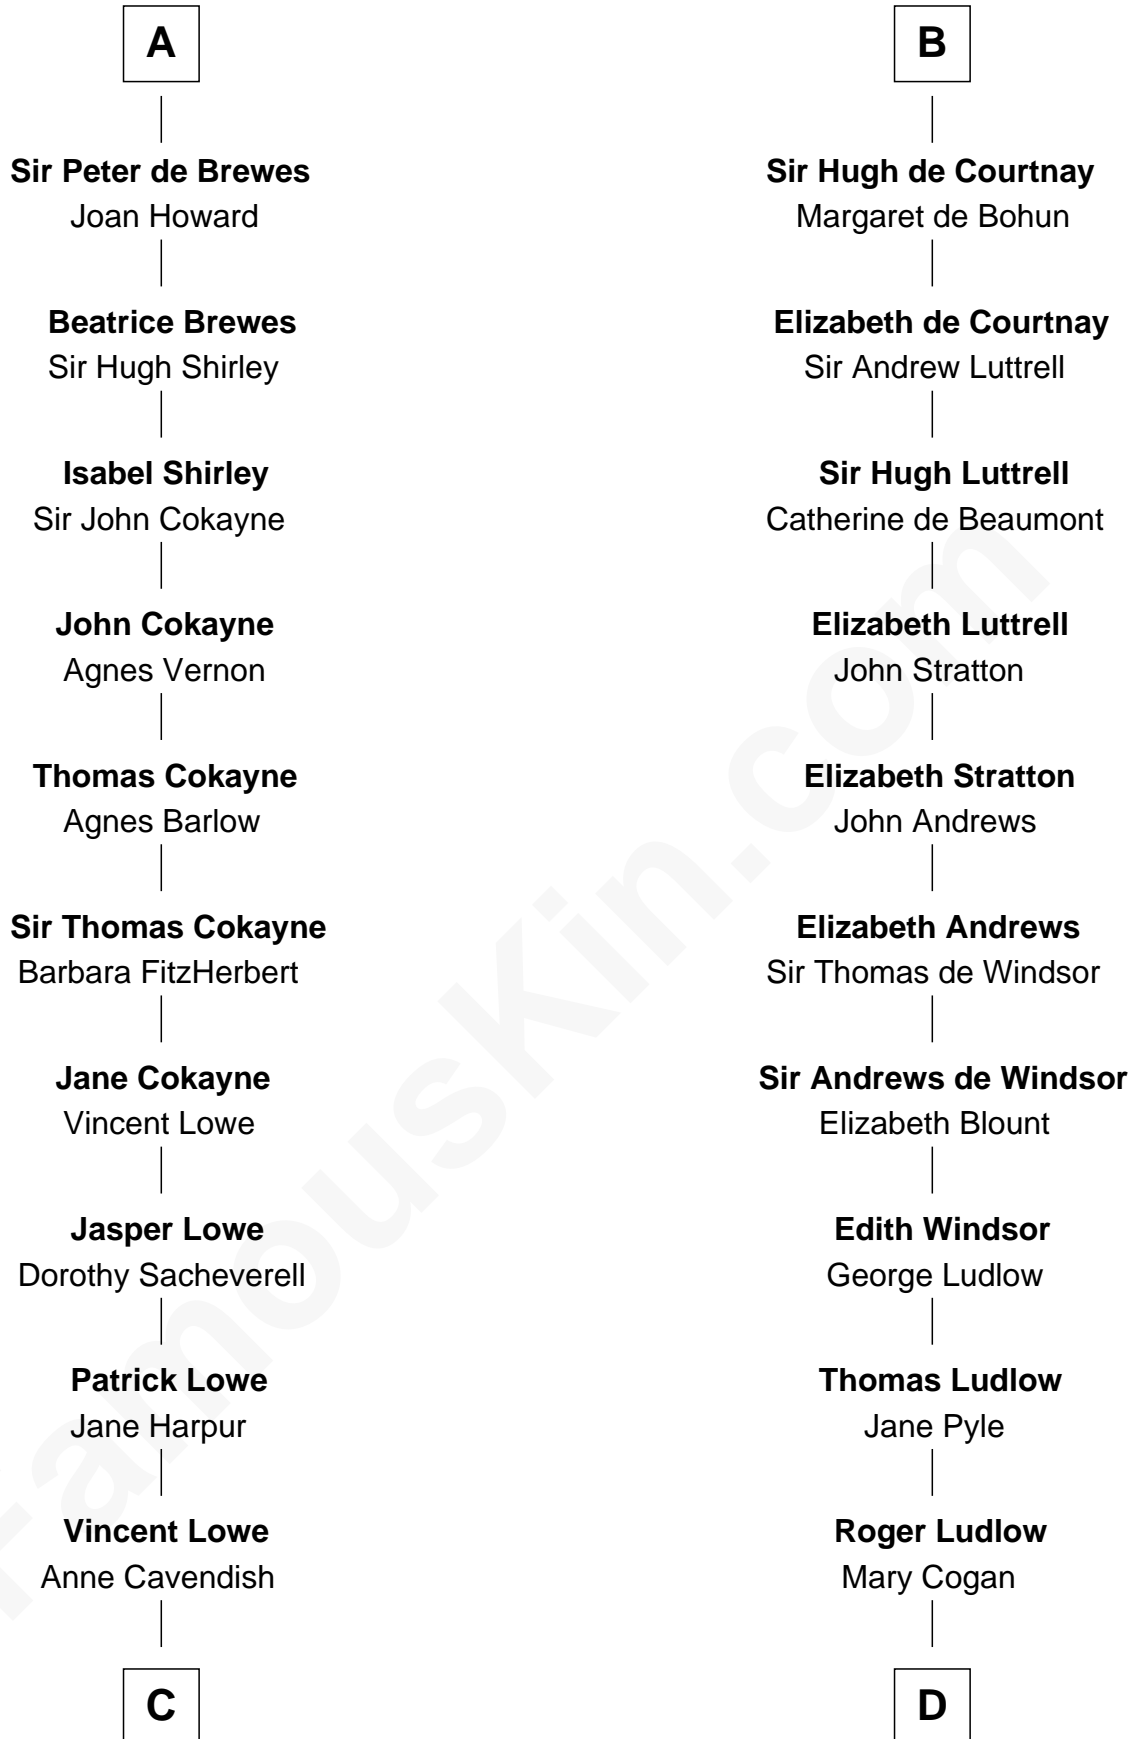 A
Sir Peter de Brewes
Joan Howard
Beatrice Brewes
Sir Hugh Shirley
Isabel Shirley
Sir John Cokayne
John Cokayne
Agnes Vernon
Thomas Cokayne
Agnes Barlow
Sir Thomas Cokayne
Barbara FitzHerbert
Jane Cokayne
Vincent Lowe
Jasper Lowe
Dorothy Sacheverell
Patrick Lowe
Jane Harpur
Vincent Lowe
Anne Cavendish
C
B
Sir Hugh de Courtnay
Margaret de Bohun
Elizabeth de Courtnay
Sir Andrew Luttrell
Sir Hugh Luttrell
Catherine de Beaumont
Elizabeth Luttrell
John Stratton
Elizabeth Stratton
John Andrews
Elizabeth Andrews
Sir Thomas de Windsor
Sir Andrews de Windsor
Elizabeth Blount
Edith Windsor
George Ludlow
Thomas Ludlow
Jane Pyle
Roger Ludlow
Mary Cogan
D
FamousKin.com